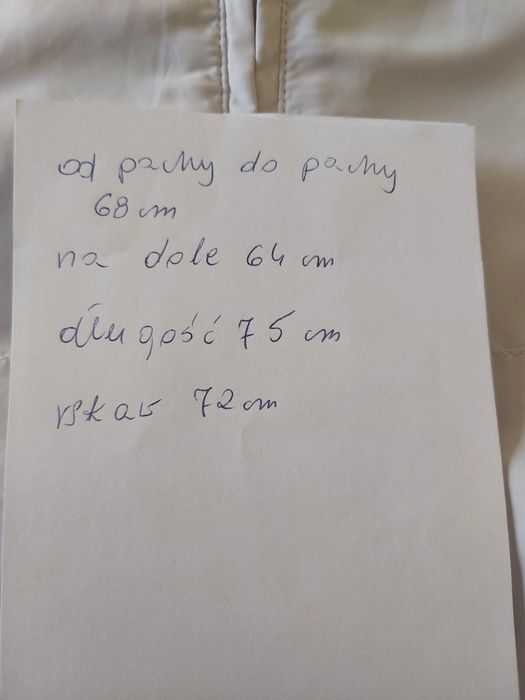 od pachy do pachy
68 cm
na dole 64 cm
długość 75 cm
rękaw 72 cm